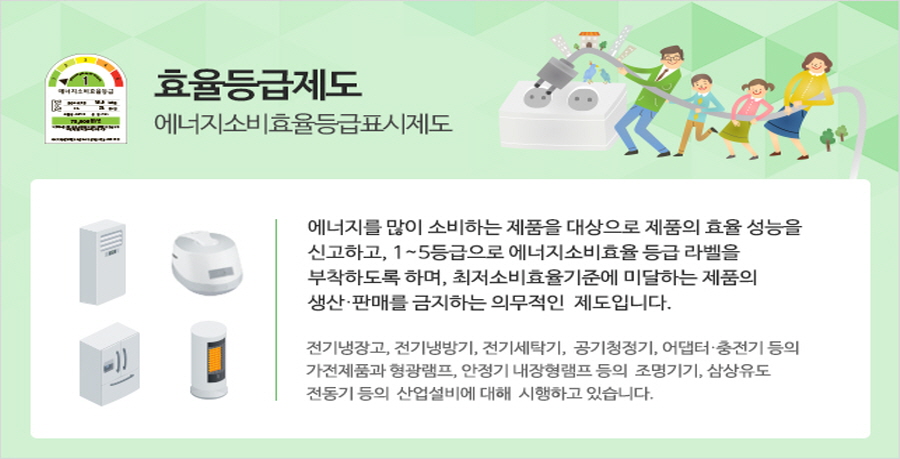 1
에너지소비효율등급
효율등급제도
에너지소비효율등급표시제도
에너지를 많이 소비하는 제품을 대상으로 제품의 효율 성능을
신고하고, 1~5등급으로 에너지소비효율 등급 라벨을
부착하도록 하며, 최저소비효율기준에 미달하는 제품의
생산·판매를 금지하는 의무적인 제도입니다.
전기냉장고, 전기냉방기, 전기세탁기, 공기청정기, 어댑터·충전기 등의
가전제품과 형광램프, 안정기 내장형램프 등의 조명기기, 삼상유도
전동기 등의 산업설비에 대해 시행하고 있습니다.